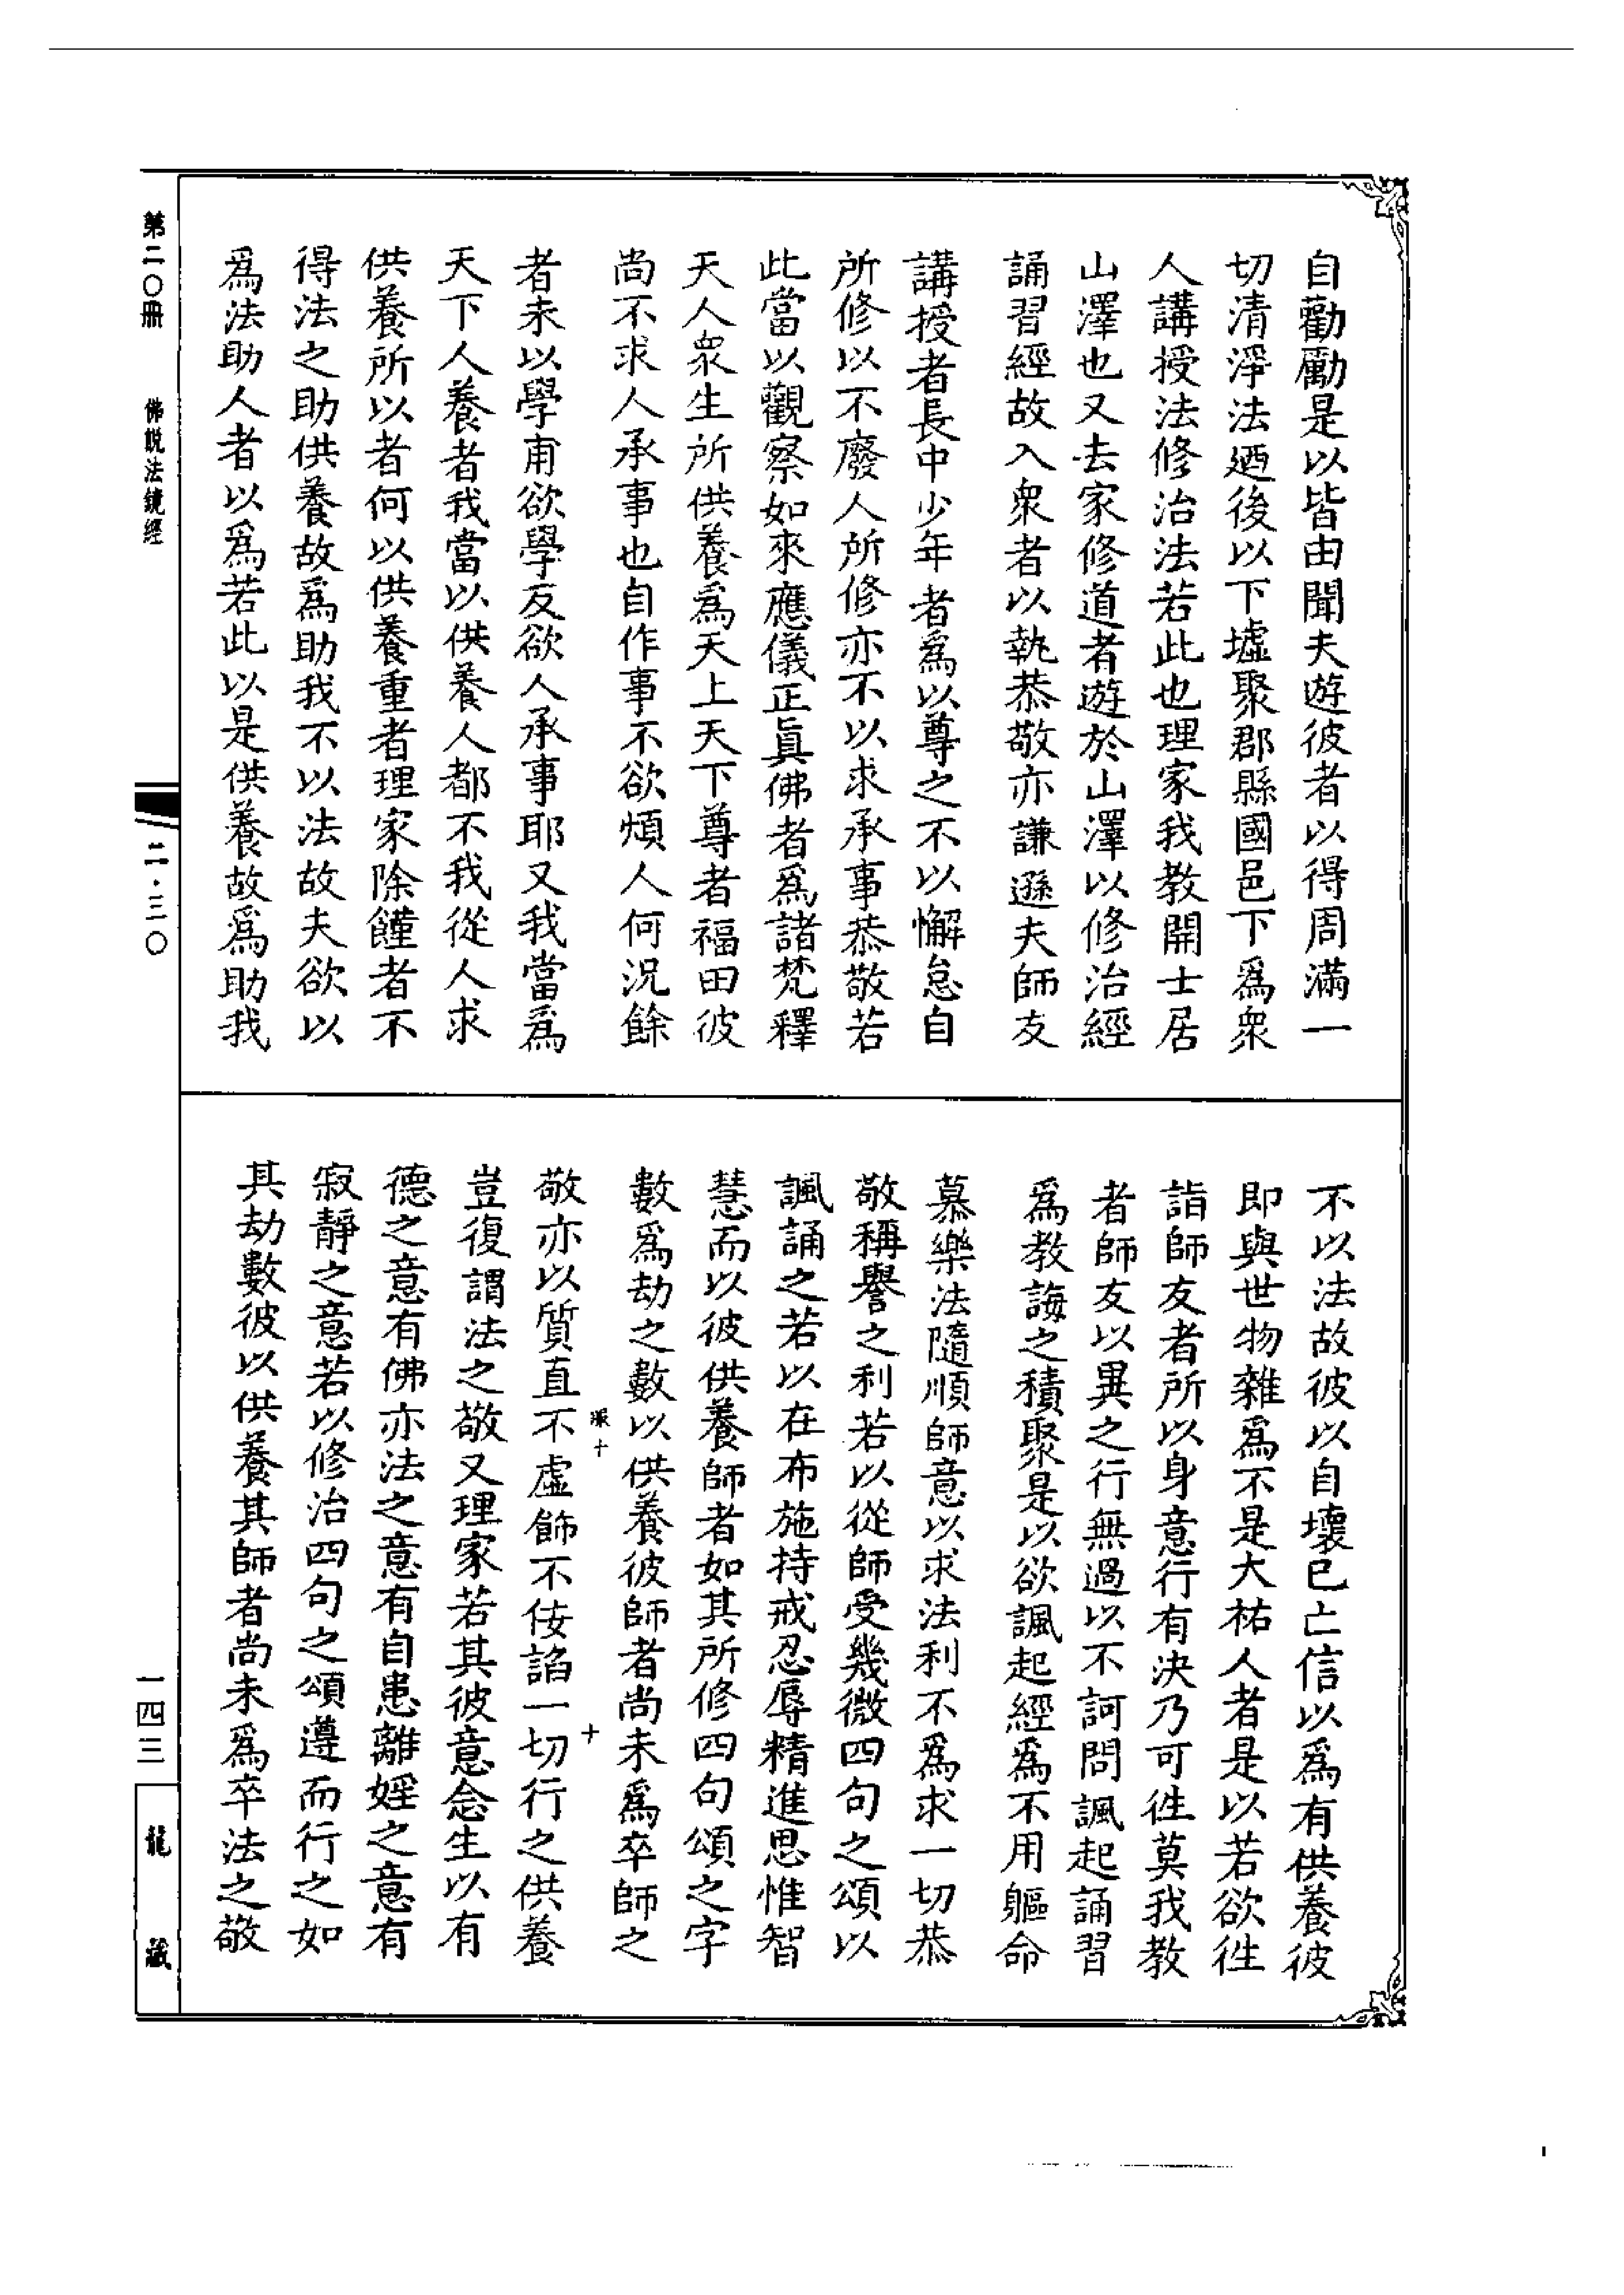 自勸勵是以皆由聞夫遊彼者以得周滿一
切清淨法廼後以下墟聚郡縣國邑下爲衆
人講授法修治法若此也理家我教開士居
山澤也又去家修道者遊於山澤以修治經
誦習經故入衆者以執恭敬亦謙遜夫師友
講授者長中少年者爲以尊之不以懈怠自
所修以不廢人所修亦不以求承事恭敬若
此當以觀察如來應儀正眞佛者爲諸梵釋
天人衆生所供養爲天上天下尊者福田彼
尚不求人承事也自作事不欲煩人何況餘
者未以學甫欲學反欲人承事耶又我當爲
天下人養者我當以供養人都不我從人求
供養所以者何以供養重者理家除饉者不
得法之助供養故爲助我不以法故夫欲以
爲法助人者以爲若此以是供養故爲助我
不以法故彼以自壞已亡信以爲有供養彼
即與世物雜爲不是大祐人者是以若欲徃
詣師友者所以身意行有決乃可徃莫我教
者師友以異之行無過以不訶問諷起誦習
爲教誨之積聚是以欲諷起經爲不用軀命
慕樂法隨順師意以求法利不爲求一切恭
敬稱譽之利若以從師受幾微四句之頌以
諷誦之若以在布施持戒忍辱精進思惟智
慧而以彼供養師者如其所修四句頌之字
數爲劫之數以供養彼師者尚未爲卒師之
敬亦以質直不虛飾不侫諂一切行之供養
豈復謂法之敬又理家若其彼意念生以有
德之意有佛亦法之意有自患離婬之意有
寂靜之意若以修治四句之頌遵而行之如
其劫數彼以供養其師者尚未爲卒法之敬
十
十
第二〇冊
佛說法鏡經
二·三〇
一四三
龍藏